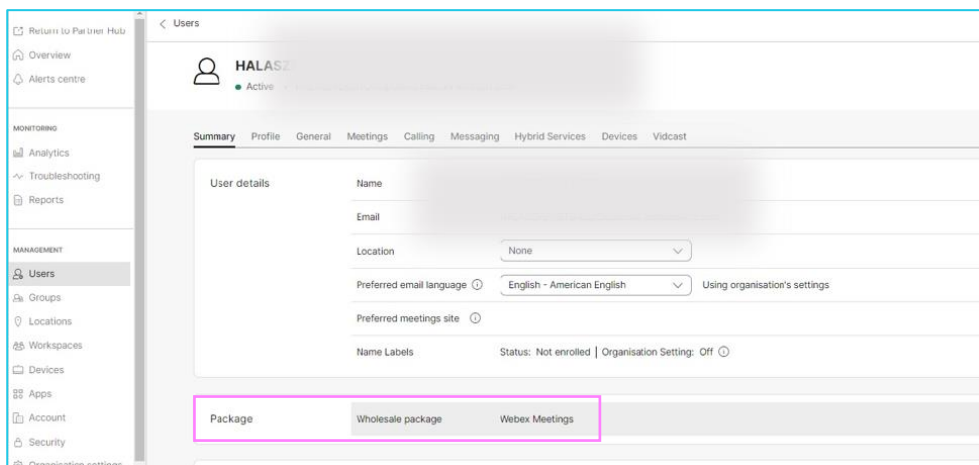 Return to Partner Hub
Overview
Alerts centre
MONITORING
Analytics
Troubleshooting
Reports
MANAGEMENT
Users
Groups
Locations
Workspaces
Devices
Apps
Account
Security
Organisation settings
Users
HALASZ
Active
Summary Profile General Meetings Calling Messaging Hybrid Services Devices Vidcast
User details
Name
Email
Location None
Preferred email language English - American English Using organisation's settings
Preferred meetings site
Name Labels Status: Not enrolled | Organisation Setting: Off
Package Wholesale package Webex Meetings